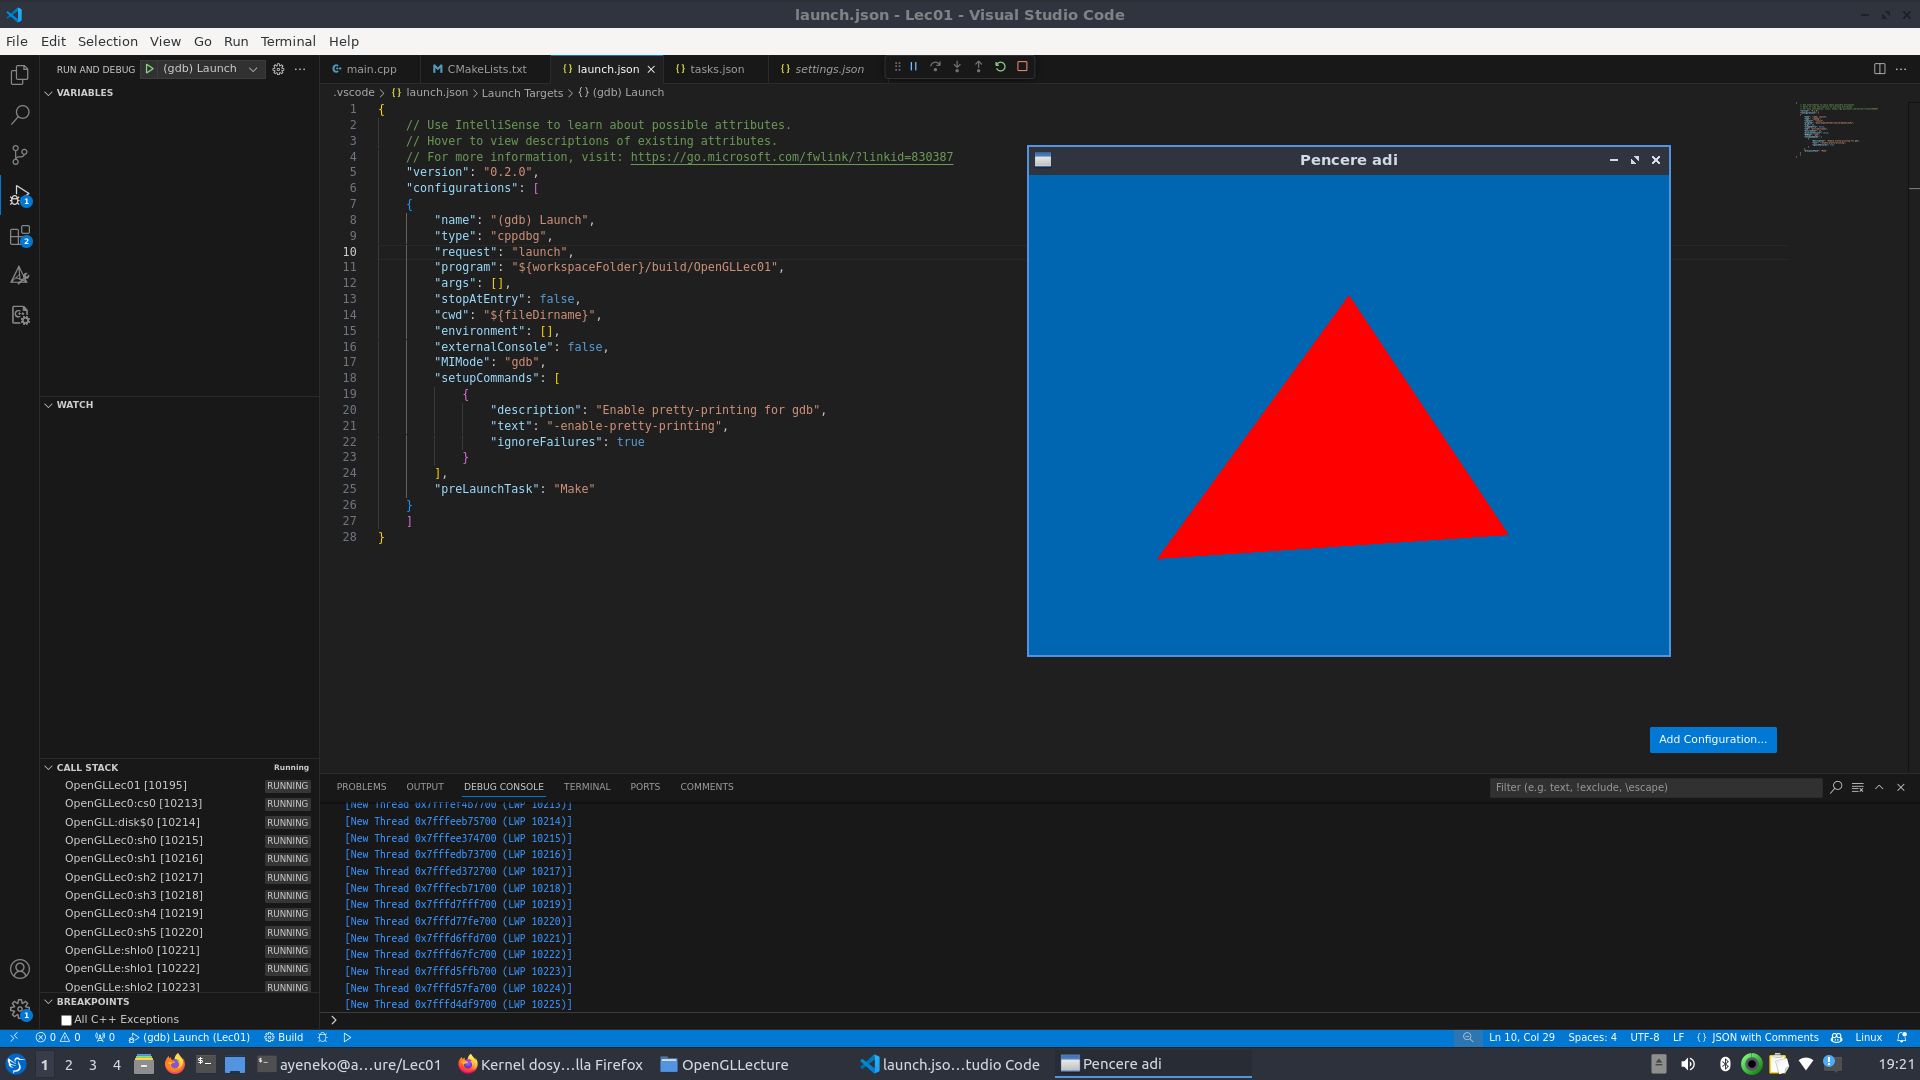 launch.json - Lec01 - Visual Studio Code
File Edit Selection View Go Run Terminal Help
RUN AND DEBUG (gdb) Launch
main.cpp CMakeLists.txt launch.json tasks.json settings.json
VARIABLES
.vscode > launch.json > Launch Targets > {} (gdb) Launch
1 {
2 // Use IntelliSense to learn about possible attributes.
3 // Hover to view descriptions of existing attributes.
4 // For more information, visit: https://go.microsoft.com/fwlink/?linkid=830387
5 "version": "0.2.0",
6 "configurations": [
7 {
8 "name": "(gdb) Launch",
9 "type": "cppdbg",
10 "request": "launch",
11 "program": "${workspaceFolder}/build/OpenGLLec01",
12 "args": [],
13 "stopAtEntry": false,
14 "cwd": "${fileDirname}",
15 "environment": [],
16 "externalConsole": false,
17 "MIMode": "gdb",
18 "setupCommands": [
19 {
20 "description": "Enable pretty-printing for gdb",
21 "text": "-enable-pretty-printing",
22 "ignoreFailures": true
23 }
24 ],
25 "preLaunchTask": "Make"
26 }
27 ]
28 }
Pencere adi
Add Configuration...
WATCH
CALL STACK Running
OpenGLLec01 [10195] RUNNING
OpenGLLec0:cs0 [10213] RUNNING
OpenGLL:disk$0 [10214] RUNNING
OpenGLLec0:sh0 [10215] RUNNING
OpenGLLec0:sh1 [10216] RUNNING
OpenGLLec0:sh2 [10217] RUNNING
OpenGLLec0:sh3 [10218] RUNNING
OpenGLLec0:sh4 [10219] RUNNING
OpenGLLec0:sh5 [10220] RUNNING
OpenGLLe:shlo0 [10221] RUNNING
OpenGLLe:shlo1 [10222] RUNNING
OpenGLLe:shlo2 [10223] RUNNING
BREAKPOINTS
All C++ Exceptions
PROBLEMS OUTPUT DEBUG CONSOLE TERMINAL PORTS COMMENTS
Filter (e.g. text, !exclude, \escape)
[New Thread 0x7fffef4b7700 (LWP 10213)]
[New Thread 0x7fffeeb75700 (LWP 10214)]
[New Thread 0x7fffee374700 (LWP 10215)]
[New Thread 0x7fffedb73700 (LWP 10216)]
[New Thread 0x7fffed372700 (LWP 10217)]
[New Thread 0x7fffecb71700 (LWP 10218)]
[New Thread 0x7fffd7fff700 (LWP 10219)]
[New Thread 0x7fffd77fe700 (LWP 10220)]
[New Thread 0x7fffd6ffd700 (LWP 10221)]
[New Thread 0x7fffd67fc700 (LWP 10222)]
[New Thread 0x7fffd5ffb700 (LWP 10223)]
[New Thread 0x7fffd57fa700 (LWP 10224)]
[New Thread 0x7fffd4df9700 (LWP 10225)]
>
0 0 0 (gdb) Launch (Lec01) Build
Ln 10, Col 29 Spaces: 4 UTF-8 LF {} JSON with Comments Linux
1 2 3 4 ayeneko@a...ure/Lec01 Kernel dosy...lla Firefox OpenGLLecture launch.jso...tudio Code Pencere adi 19:21